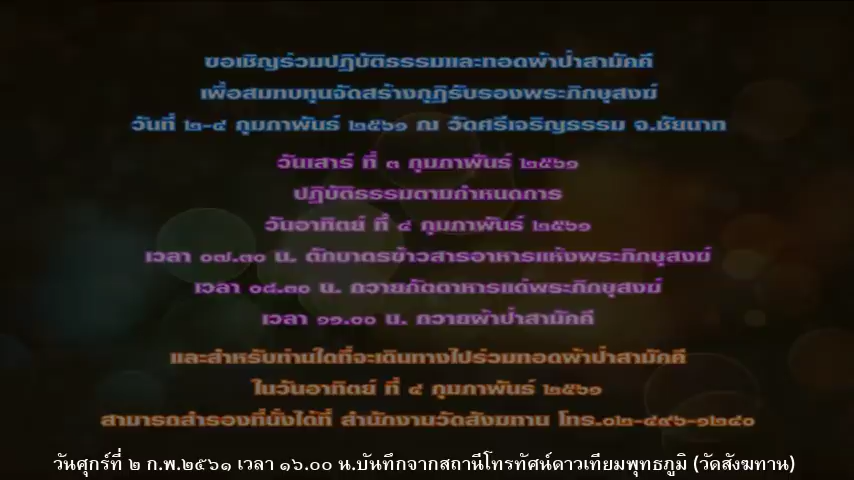 ขอเชิญร่วมปฏิบัติธรรมและทอดผ้าป่าสามัคคี
เพื่อสมทบทุนจัดสร้างกุฏิรับรองพระภิกษุสงฆ์
วันที่ ๒-๔ กุมภาพันธ์ ๒๕๖๑ ณ วัดศรีเจริญธรรม จ.ชัยนาท
วันเสาร์ ที่ ๓ กุมภาพันธ์ ๒๕๖๑
ปฏิบัติธรรมตามกำหนดการ
วันอาทิตย์ ที่ ๔ กุมภาพันธ์ ๒๕๖๑
เวลา ๐๗.๓๐ น. ตักบาตรข้าวสารอาหารแห้งพระภิกษุสงฆ์
เวลา ๐๘.๓๐ น. ถวายภัตตาหารแด่พระภิกษุสงฆ์
เวลา ๑๑.๐๐ น. ถวายผ้าป่าสามัคคี
และสำหรับท่านใดที่จะเดินทางไปร่วมทอดผ้าป่าสามัคคี
ในวันอาทิตย์ ที่ ๔ กุมภาพันธ์ ๒๕๖๑
สามารถสำรองที่นั่งได้ที่ สำนักงานวัดสังฆทาน โทร.๐๒-๔๙๖-๑๒๔๐
วันศุกร์ที่ ๒ ก.พ.๒๕๖๑ เวลา ๑๖.๐๐ น.บันทึกจากสถานีโทรทัศน์ดาวเทียมพุทธภูมิ (วัดสังฆทาน)